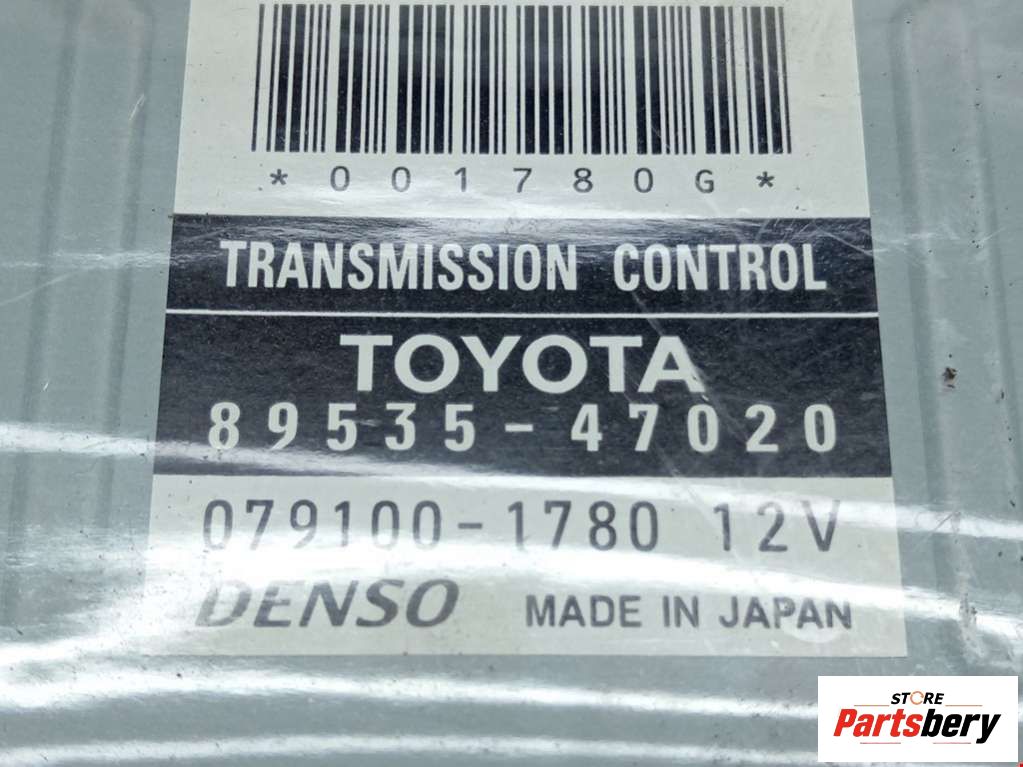 *001780G*
TRANSMISSION CONTROL
TOYOTA
89535-47020
079100-1780 12V
DENSO MADE IN JAPAN
STORE
Partsbery